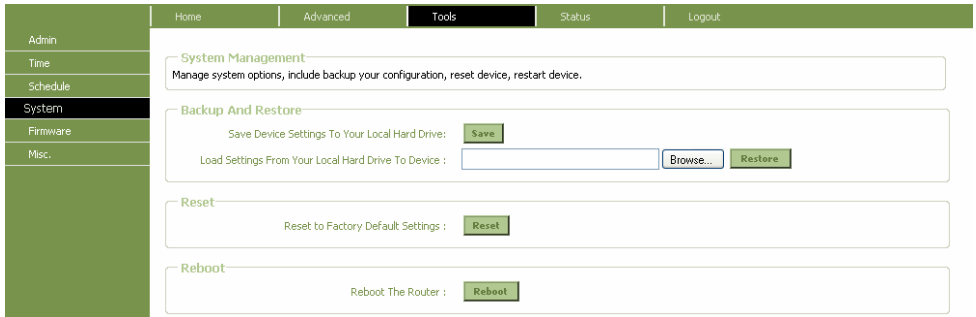 Home Advanced Tools Status Logout
Admin
Time
Schedule
System
Firmware
Misc.
System Management
Manage system options, include backup your configuration, reset device, restart device.
Backup And Restore
Save Device Settings To Your Local Hard Drive: Save
Load Settings From Your Local Hard Drive To Device : Browse... Restore
Reset
Reset to Factory Default Settings : Reset
Reboot
Reboot The Router : Reboot